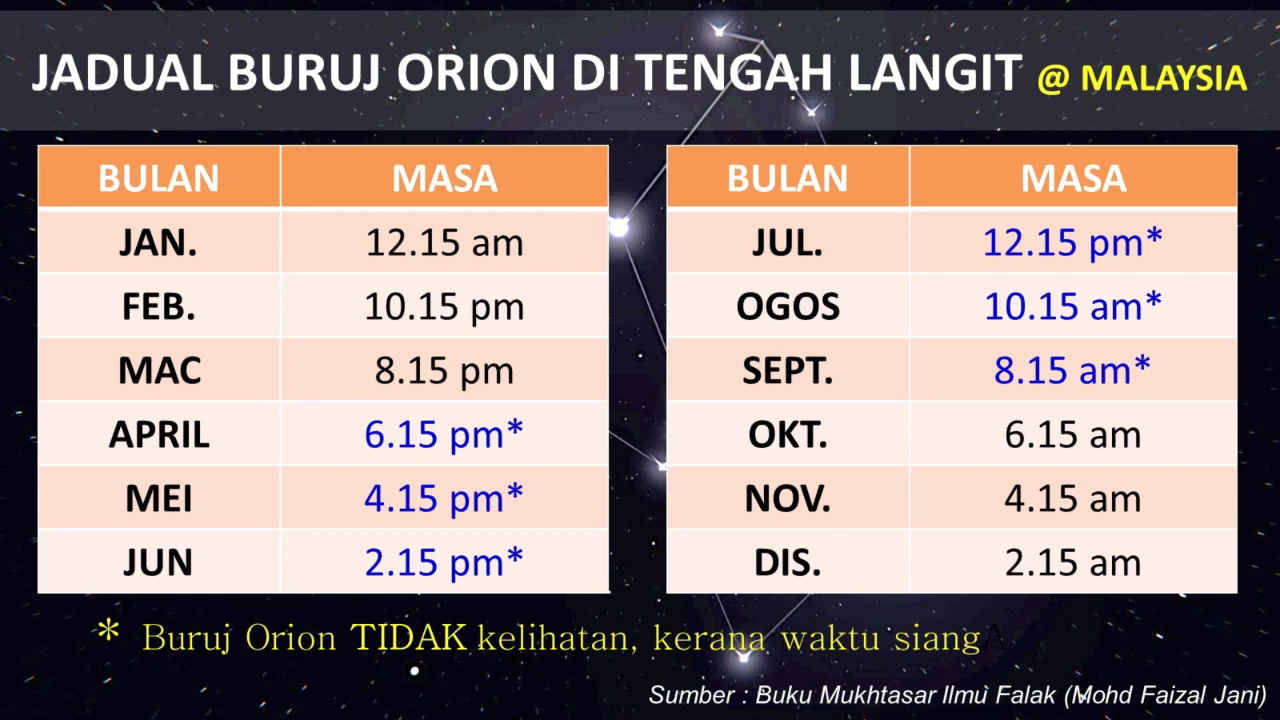 JADUAL BURUJ ORION DI TENGAH LANGIT @ MALAYSIA
BULAN MASA
JAN. 12.15 am
FEB. 10.15 pm
MAC 8.15 pm
APRIL 6.15 pm*
MEI 4.15 pm*
JUN 2.15 pm*
BULAN MASA
JUL. 12.15 pm*
OGOS 10.15 am*
SEPT. 8.15 am*
OKT. 6.15 am
NOV. 4.15 am
DIS. 2.15 am
* Buruj Orion TIDAK kelihatan, kerana waktu siangA
Sumber : Buku Mukhtasar Ilmu Falak (Mohd Faizal Jani)